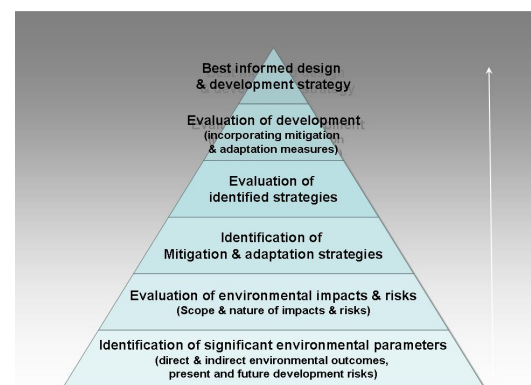 Best informed design
& development strategy
Evaluation of development
(incorporating mitigation
& adaptation measures)
Evaluation of
identified strategies
Identification of
Mitigation & adaptation strategies
Evaluation of environmental impacts & risks
(Scope & nature of impacts & risks)
Identification of significant environmental parameters
(direct & indirect environmental outcomes,
present and future development risks)